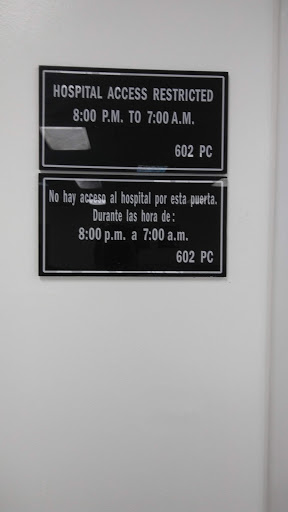 HOSPITAL ACCESS RESTRICTED
8:00 P.M. TO 7:00 A.M.
602 PC
No hay acceso al hospital por esta puerta.
Durante las hora de:
8:00 p.m. a 7:00 a.m.
602 PC